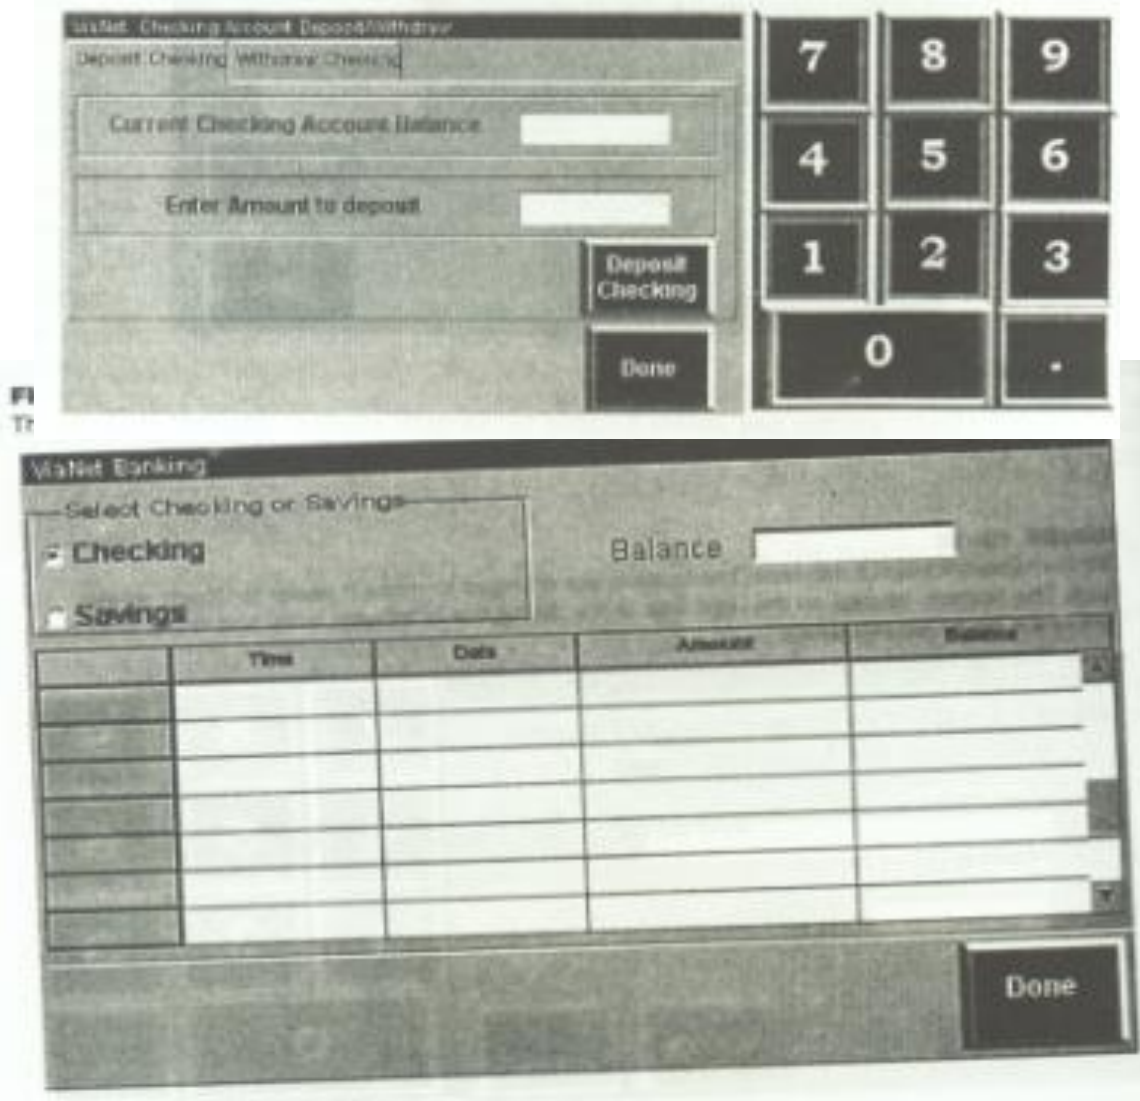 ViaNet Checking Account Deposit/Withdraw
Deposit Checking Withdraw Checking
Current Checking Account Balance
Enter Amount to deposit
Deposit
Checking
Done
7 8 9
4 5 6
1 2 3
0 .
Th
ViaNet Banking
Select Checking or Savings
Checking
Balance
Savings
Time Date Amount Balance
Done